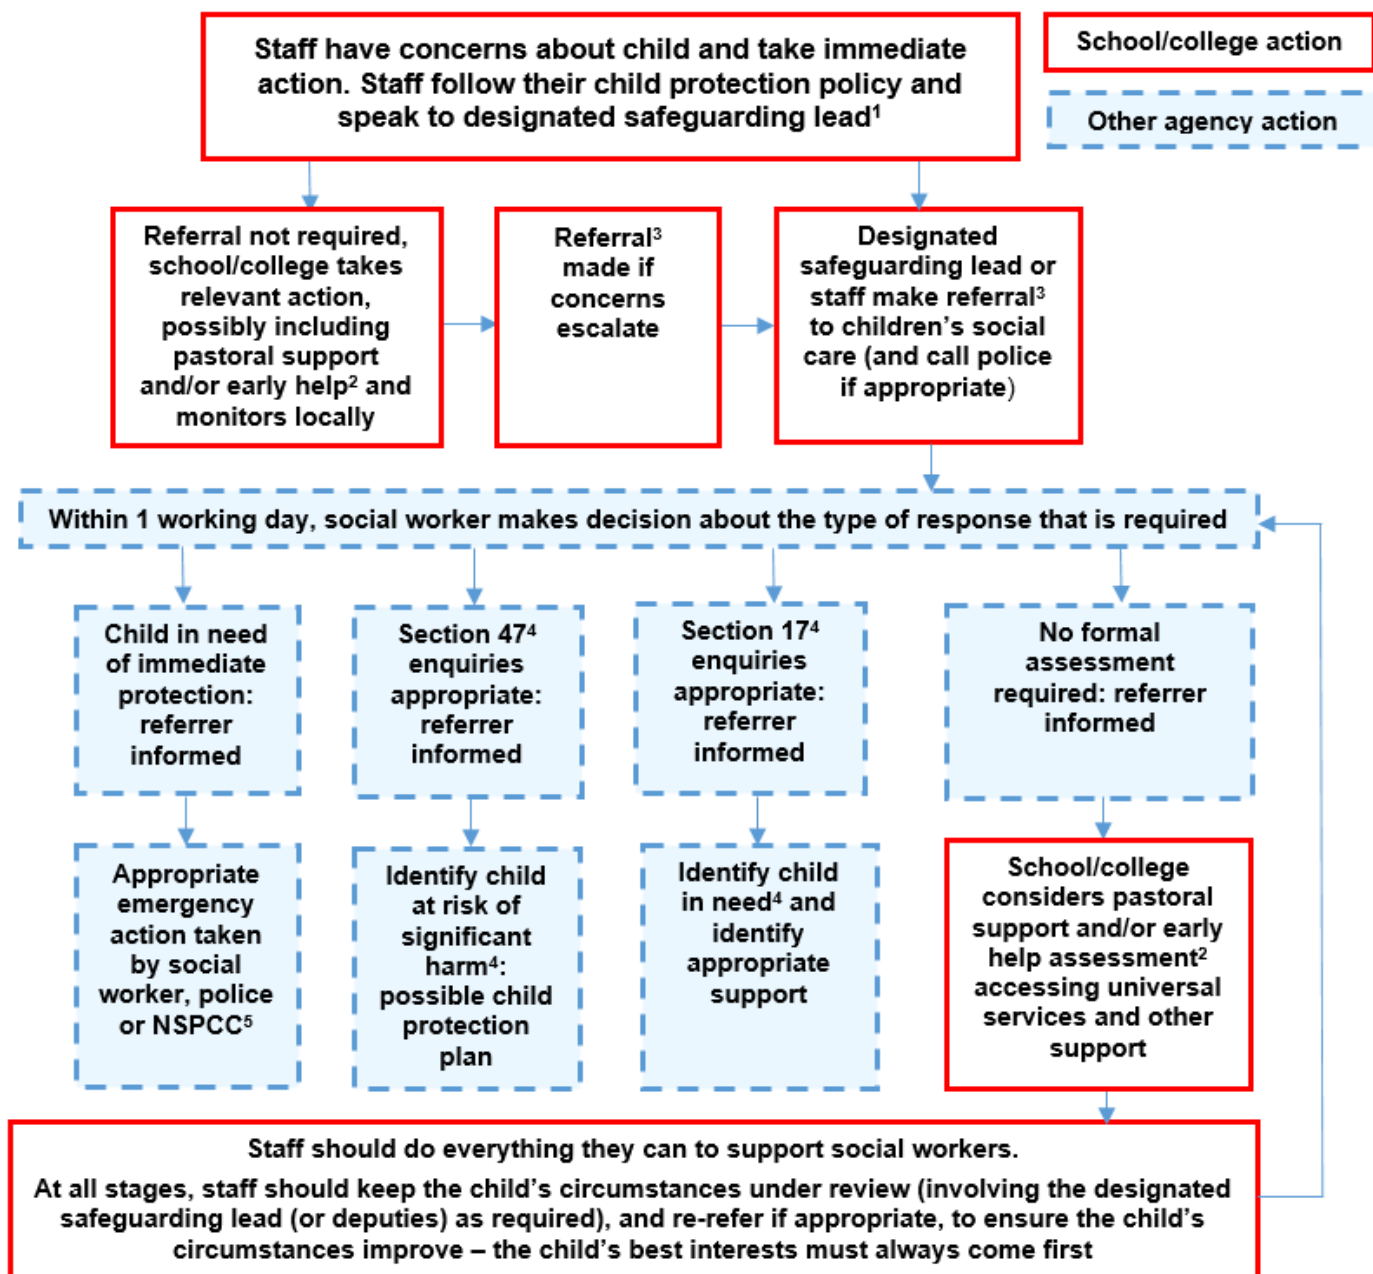 Staff have concerns about child and take immediate
action. Staff follow their child protection policy and
speak to designated safeguarding lead¹
School/college action
Other agency action
Referral not required,
school/college takes
relevant action,
possibly including
pastoral support
and/or early help² and
monitors locally
Referral³
made if
concerns
escalate
Designated
safeguarding lead or
staff make referral³
to children's social
care (and call police
if appropriate)
Within 1 working day, social worker makes decision about the type of response that is required
Child in need
of immediate
protection:
referrer
informed
Section 47⁴
enquiries
appropriate:
referrer
informed
Section 17⁴
enquiries
appropriate:
referrer
informed
No formal
assessment
required: referrer
informed
Appropriate
emergency
action taken
by social
worker, police
or NSPCC⁵
Identify child
at risk of
significant
harm⁴:
possible child
protection
plan
Identify child
in need⁴ and
identify
appropriate
support
School/college
considers pastoral
support and/or early
help assessment²
accessing universal
services and other
support
Staff should do everything they can to support social workers.
At all stages, staff should keep the child's circumstances under review (involving the designated
safeguarding lead (or deputies) as required), and re-refer if appropriate, to ensure the child's
circumstances improve – the child's best interests must always come first